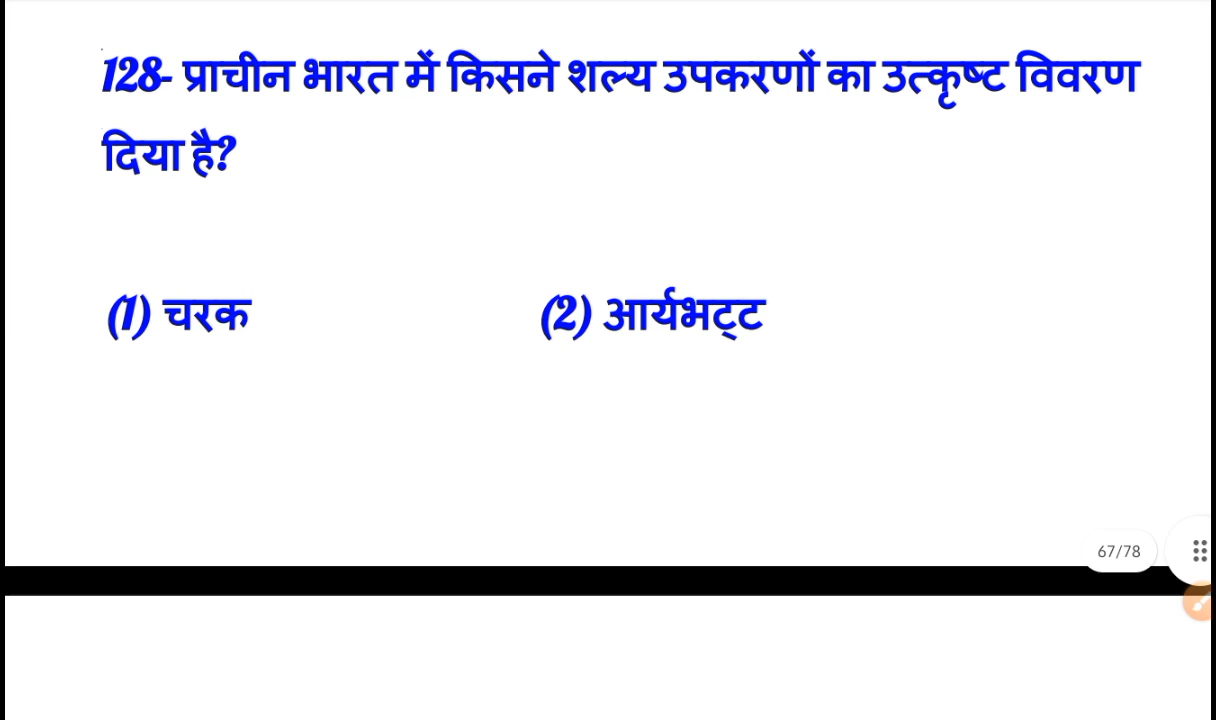 128- प्राचीन भारत में किसने शल्य उपकरणों का उत्कृष्ट विवरण
दिया है?
(1) चरक (2) आर्यभट्ट
67/78